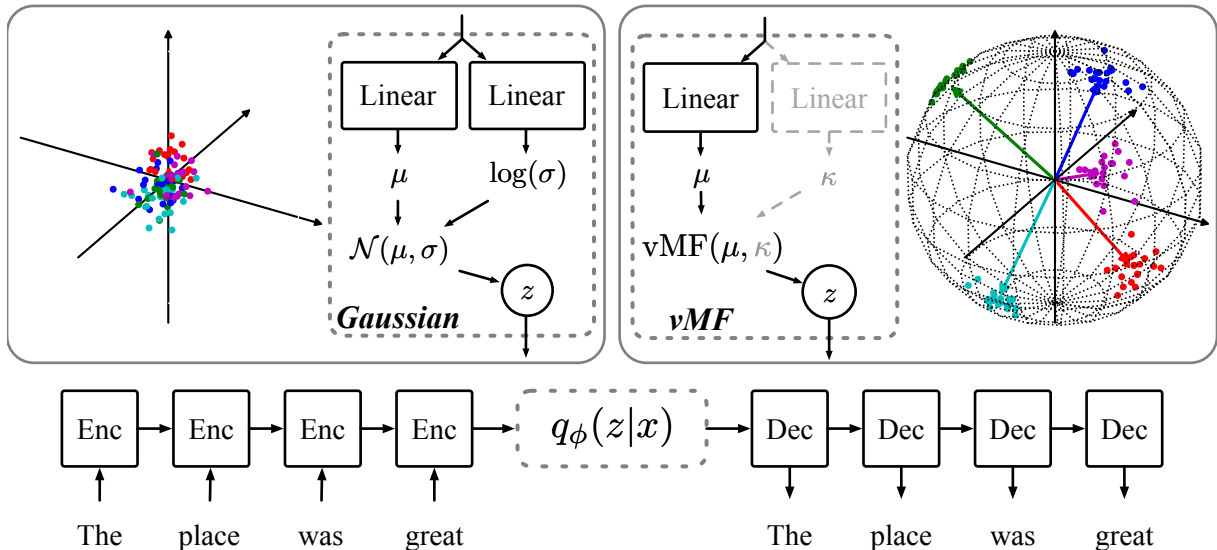 Linear Linear
μ log(σ)
𝒩(μ, σ)
z
Gaussian
Linear Linear
μ κ
vMF(μ, κ)
z
vMF
Enc Enc Enc Enc q_ϕ(z|x) Dec Dec Dec Dec
The place was great The place was great